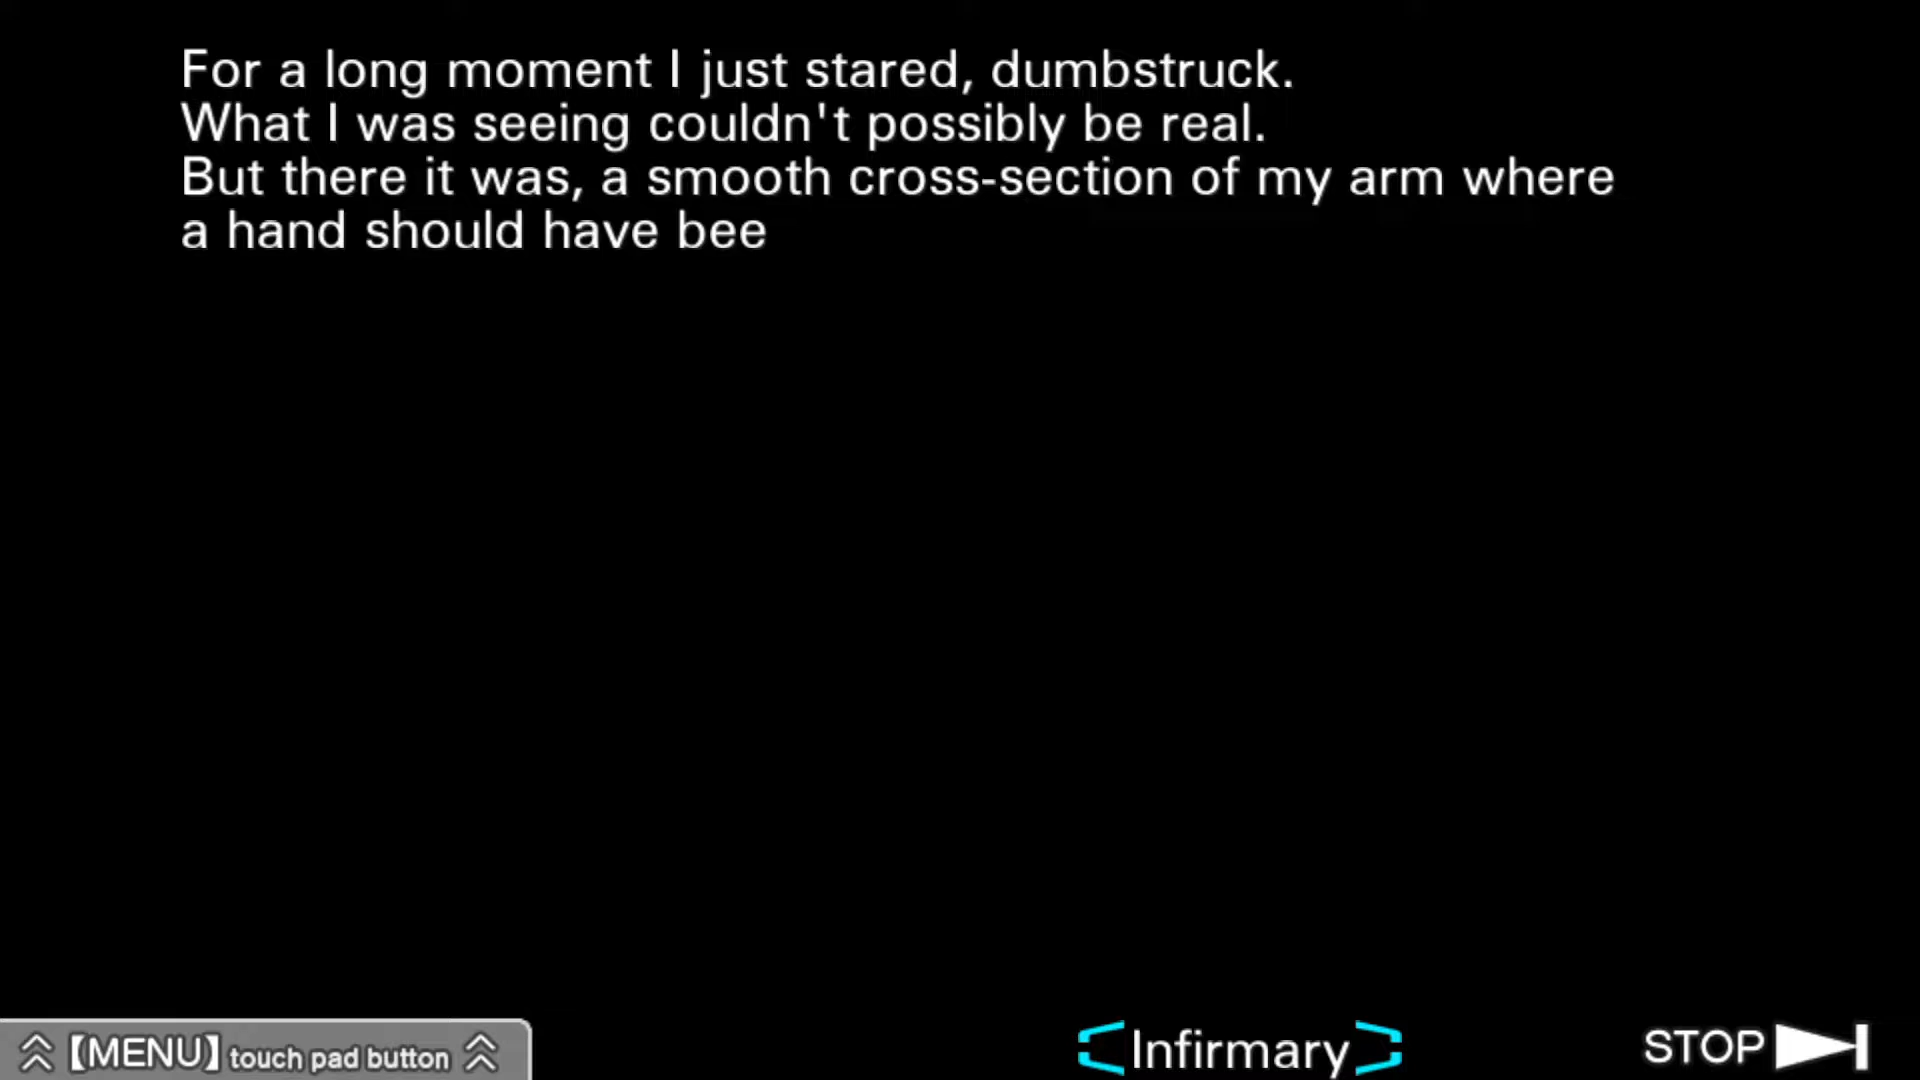 For a long moment I just stared, dumbstruck.
What I was seeing couldn't possibly be real.
But there it was, a smooth cross-section of my arm where
a hand should have bee
【MENU】touch pad button
Infirmary
STOP